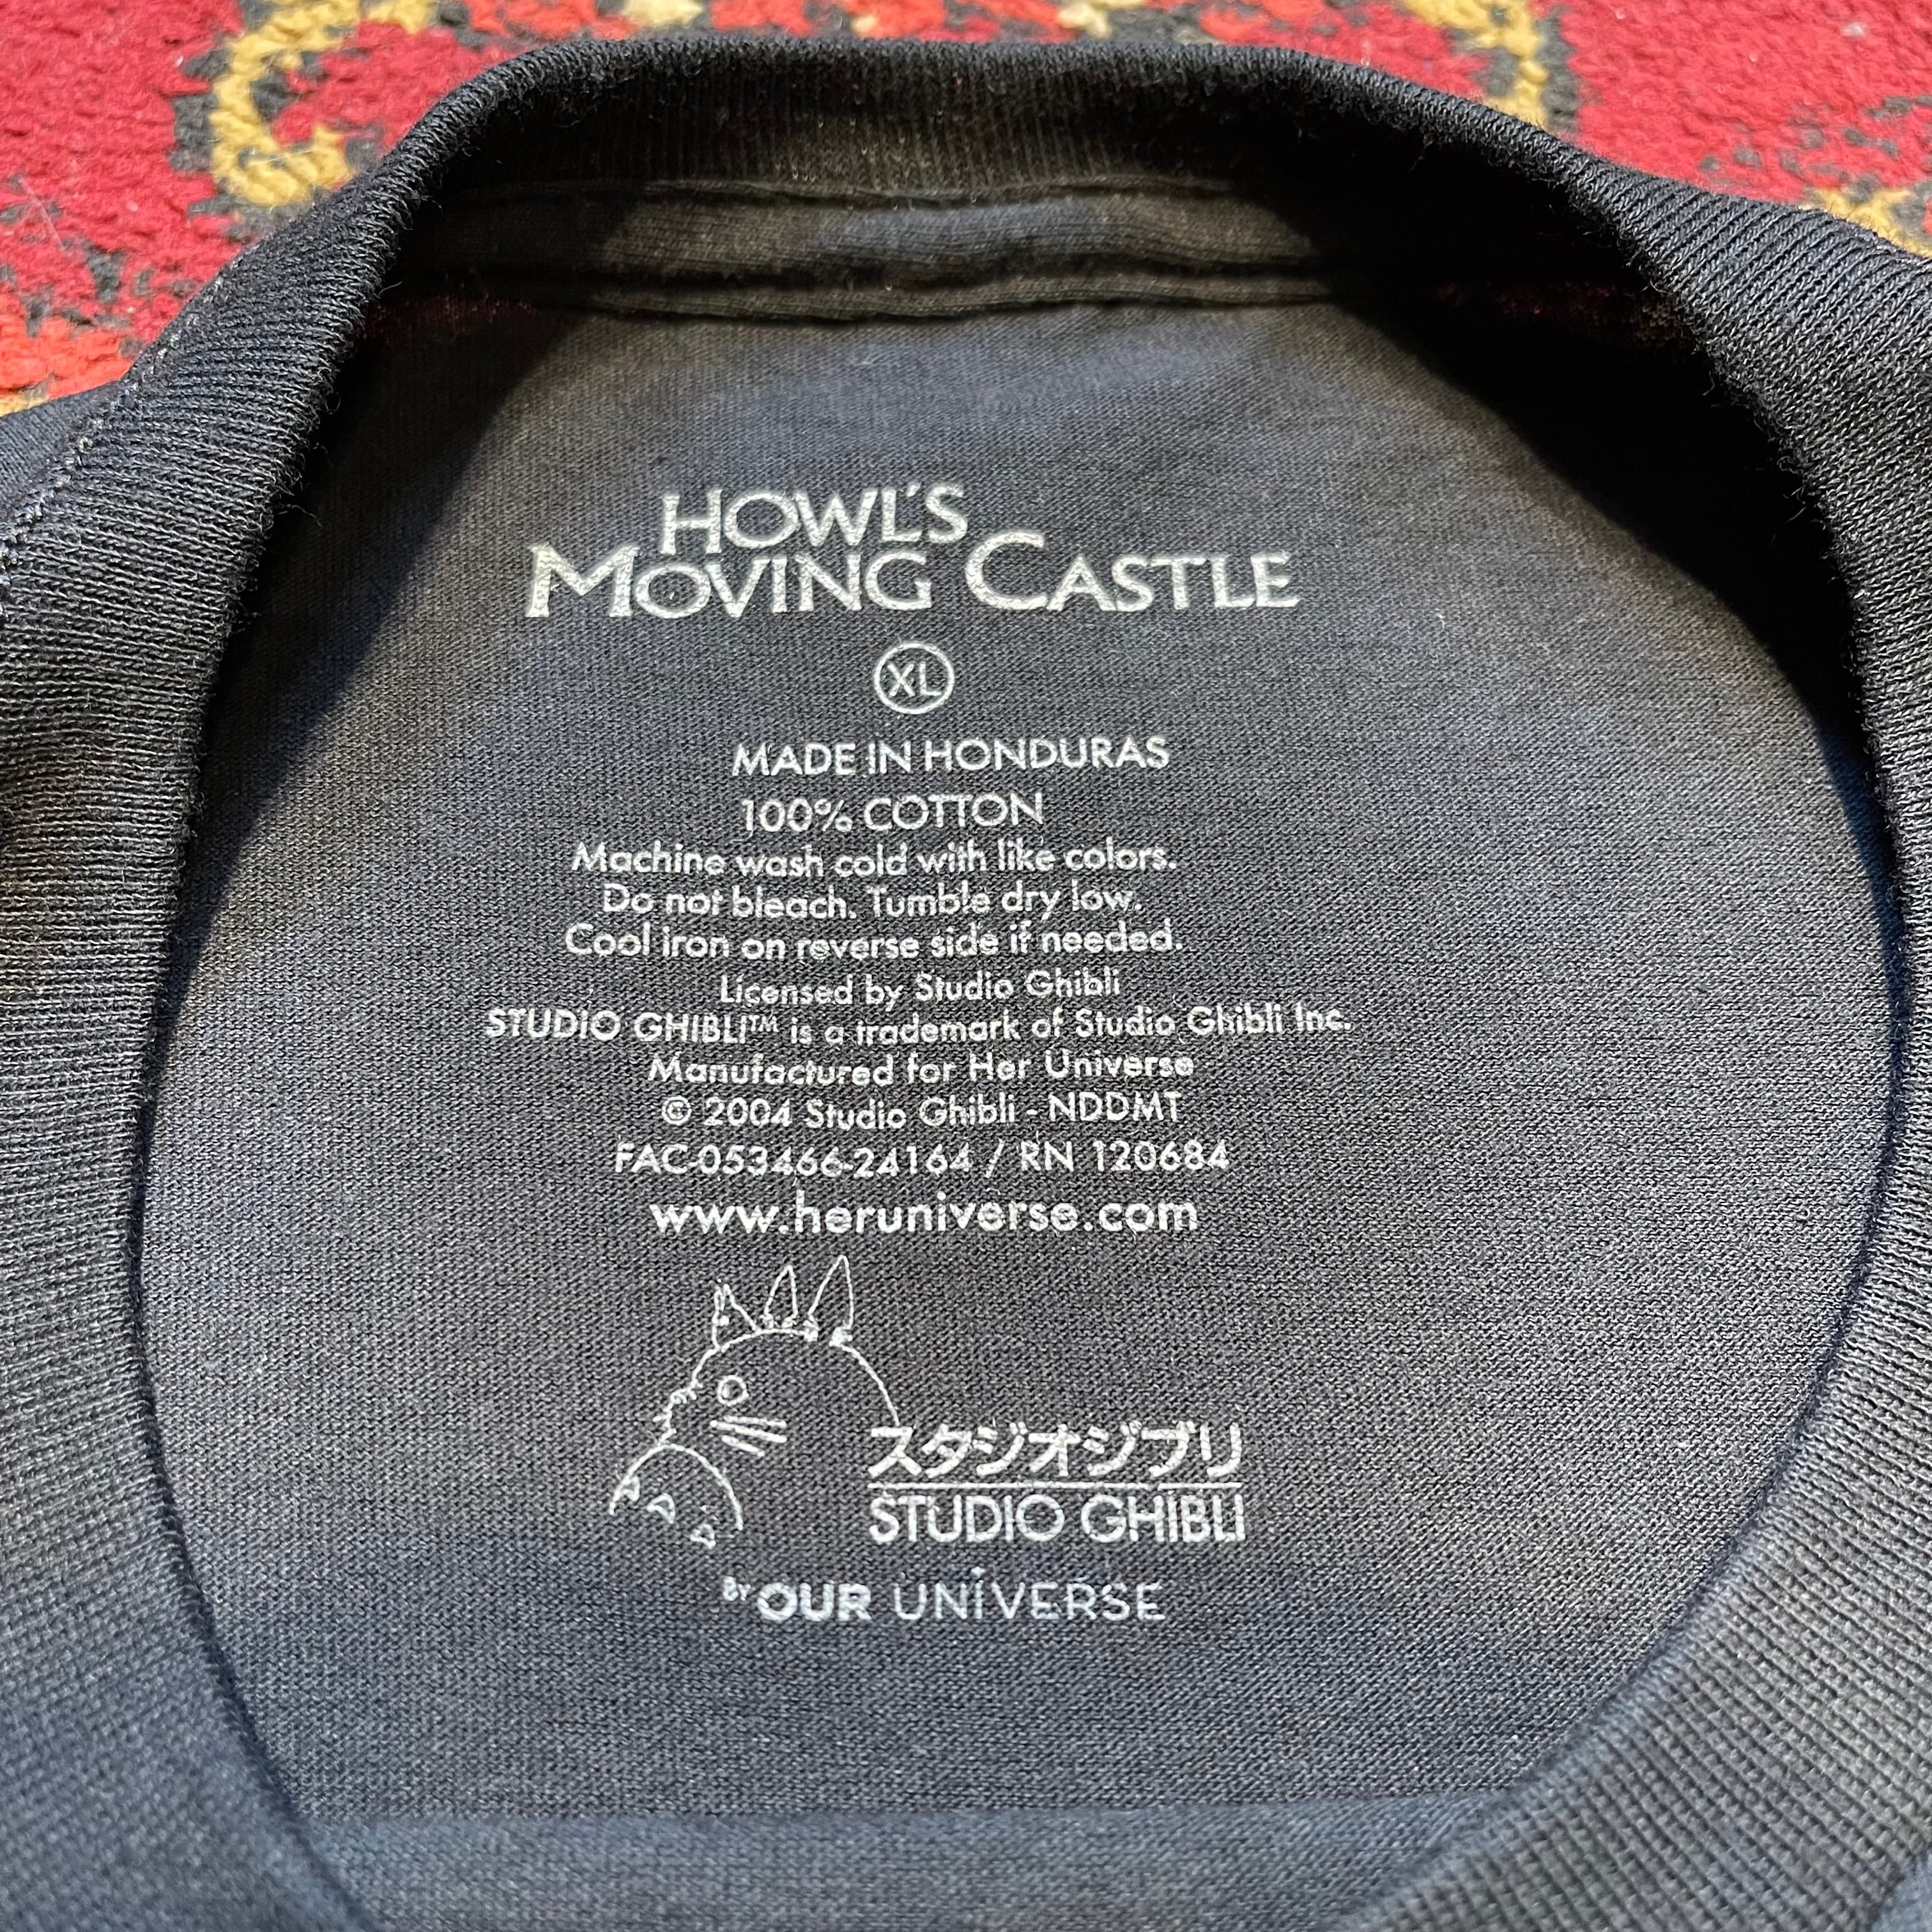 HOWL'S
MOVING CASTLE
XL
MADE IN HONDURAS
100% COTTON
Machine wash cold with like colors.
Do not bleach. Tumble dry low.
Cool iron on reverse side if needed.
Licensed by Studio Ghibli
STUDIO GHIBLI™ is a trademark of Studio Ghibli Inc.
Manufactured for Her Universe
© 2004 Studio Ghibli - NDDMT
FAC-053466-24164 / RN 120684
www.heruniverse.com
スタジオジブリ
STUDIO GHIBLI
BY OUR UNIVERSE